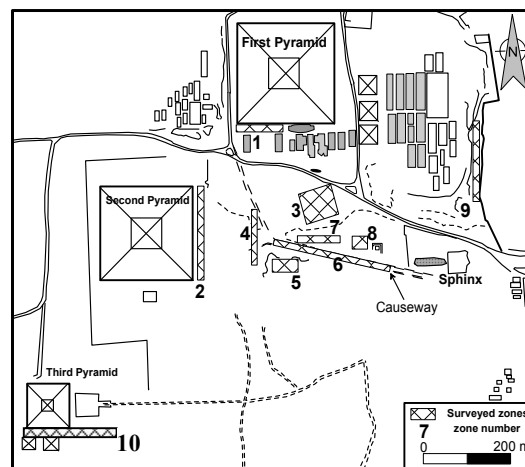 First Pyramid
N
1
Second Pyramid
3
9
4
7
8
6
5
2
Sphinx
Causeway
Third Pyramid
10
Surveyed zones
7 zone number
0 200 m